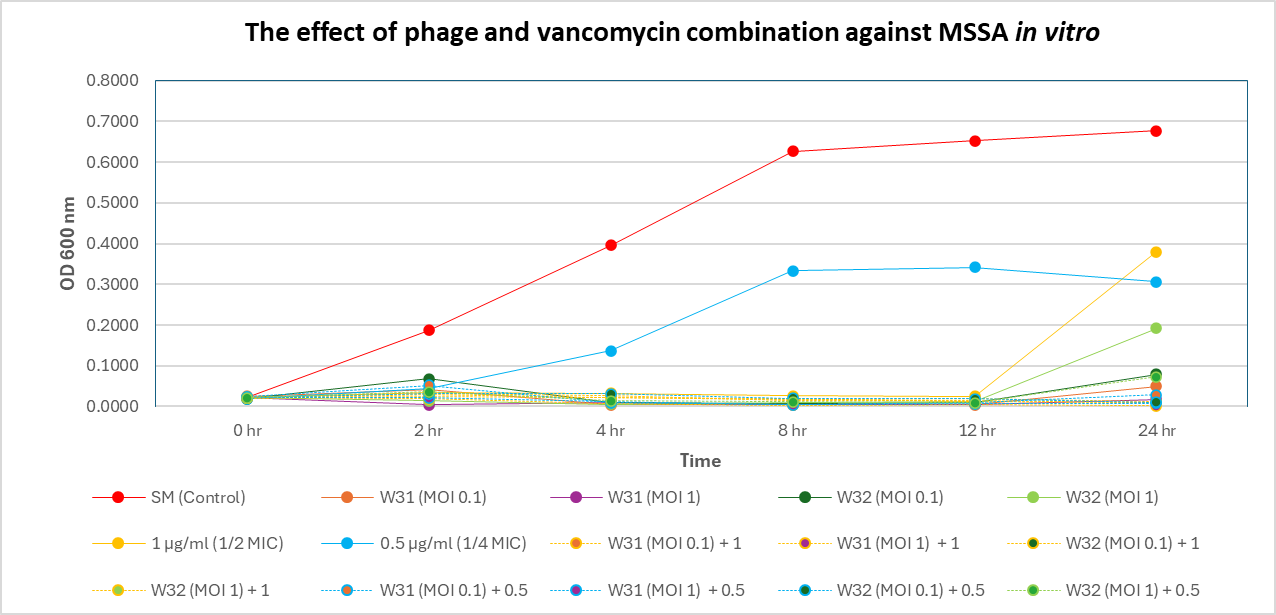 The effect of phage and vancomycin combination against MSSA in vitro
0.8000
0.7000
0.6000
0.5000
0.4000
0.3000
0.2000
0.1000
0.0000
OD 600 nm
0 hr 2 hr 4 hr 8 hr 12 hr 24 hr
Time
SM (Control) W31 (MOI 0.1) W31 (MOI 1) W32 (MOI 0.1) W32 (MOI 1)
1 µg/ml (1/2 MIC) 0.5 µg/ml (1/4 MIC) W31 (MOI 0.1) + 1 W31 (MOI 1) + 1 W32 (MOI 0.1) + 1
W32 (MOI 1) + 1 W31 (MOI 0.1) + 0.5 W31 (MOI 1) + 0.5 W32 (MOI 0.1) + 0.5 W32 (MOI 1) + 0.5